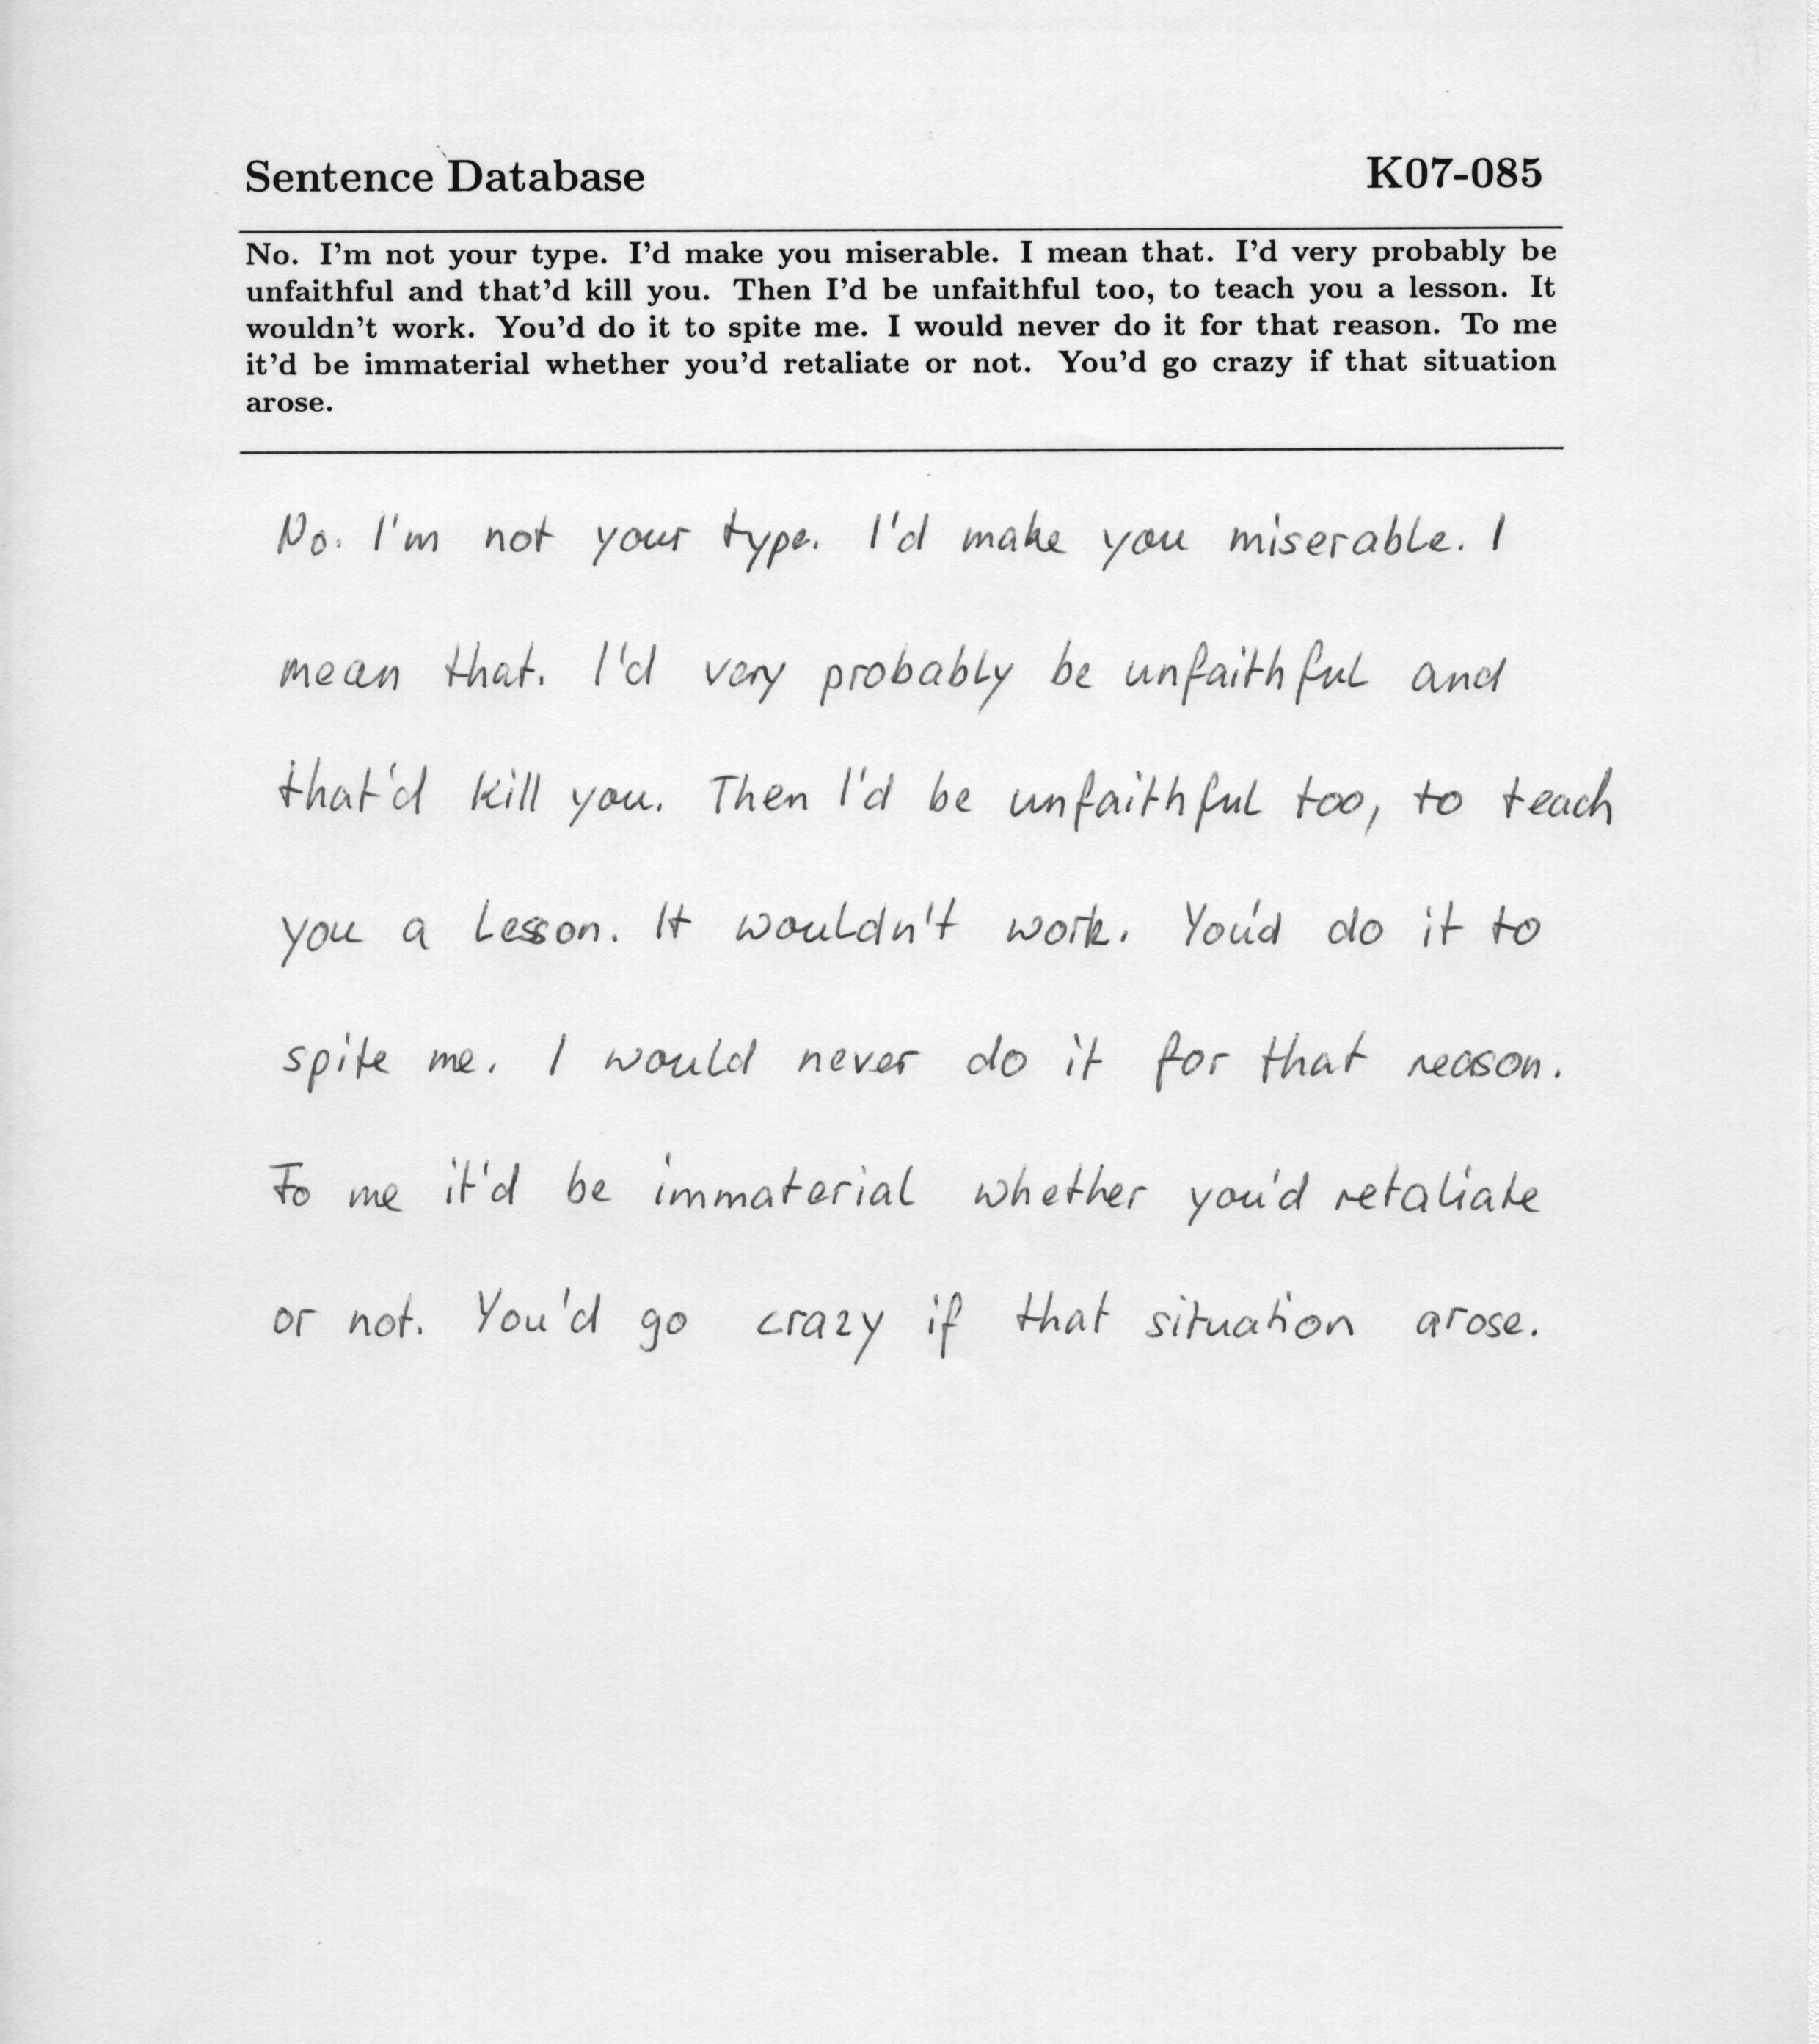 Sentence Database K07-085
No. I'm not your type. I'd make you miserable. I mean that. I'd very probably be
unfaithful and that'd kill you. Then I'd be unfaithful too, to teach you a lesson. It
wouldn't work. You'd do it to spite me. I would never do it for that reason. To me
it'd be immaterial whether you'd retaliate or not. You'd go crazy if that situation
arose.
No. I'm not your type. I'd make you miserable. I
mean that. I'd very probably be unfaithful and
that'd kill you. Then I'd be unfaithful too, to teach
you a lesson. It wouldn't work. You'd do it to
spite me. I would never do it for that reason.
To me it'd be immaterial whether you'd retaliate
or not. You'd go crazy if that situation arose.